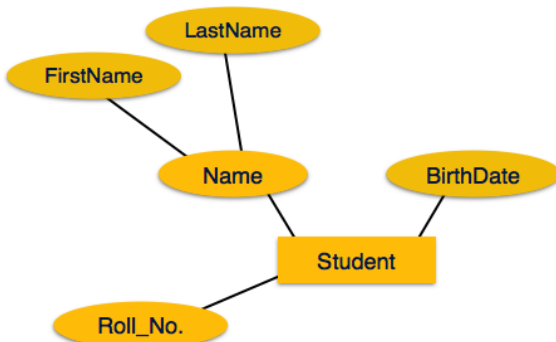 LastName
FirstName
Name
BirthDate
Student
Roll_No.